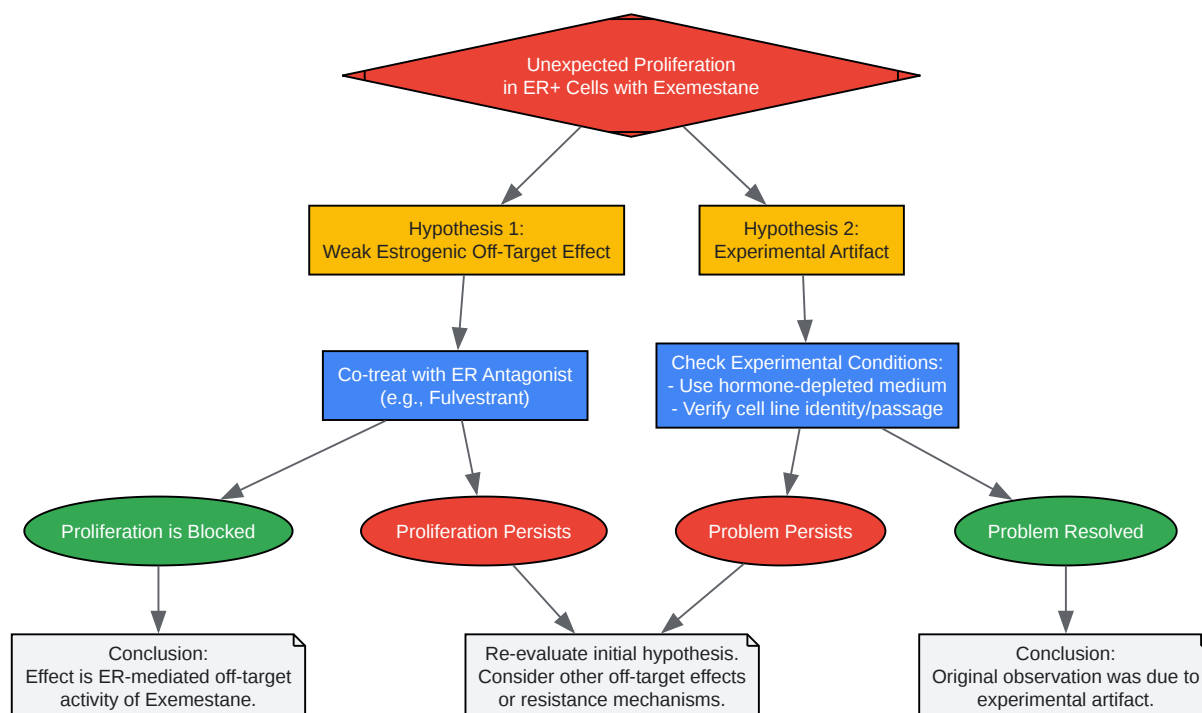 Unexpected Proliferation
in ER+ Cells with Exemestane
Hypothesis 1:
Weak Estrogenic Off-Target Effect
Hypothesis 2:
Experimental Artifact
Co-treat with ER Antagonist
(e.g., Fulvestrant)
Check Experimental Conditions:
- Use hormone-depleted medium
- Verify cell line identity/passage
Proliferation is Blocked
Proliferation Persists
Problem Persists
Problem Resolved
Conclusion:
Effect is ER-mediated off-target
activity of Exemestane.
Re-evaluate initial hypothesis.
Consider other off-target effects
or resistance mechanisms.
Conclusion:
Original observation was due to
experimental artifact.